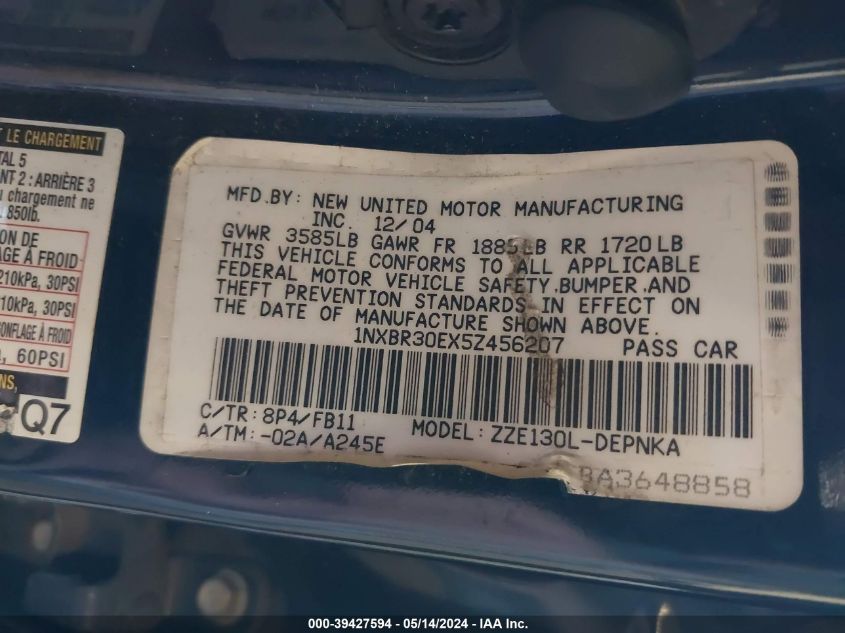 T LE CHARGEMENT
TAL 5
ANT 2 : ARRIÈRE 3
u chargement ne
850lb.
ION DE
LAGE À FROID
210kPa, 30PSI
10kPa, 30PSI
ONFLAGE À FROID
, 60PSI
NS,
Q7
MFD.BY: NEW UNITED MOTOR MANUFACTURING
INC. 12/04
GVWR 3585LB GAWR FR 1885LB RR 1720LB
THIS VEHICLE CONFORMS TO ALL APPLICABLE
FEDERAL MOTOR VEHICLE SAFETY.BUMPER.AND
THEFT PREVENTION STANDARDS IN EFFECT ON
THE DATE OF MANUFACTURE SHOWN ABOVE.
1NXBR30EX5Z456207 PASS CAR
C/TR: 8P4/FB11
A/TM: -02A/A245E MODEL: ZZE130L-DEPNKA
BA3648858
000-39427594 - 05/14/2024 - IAA Inc.